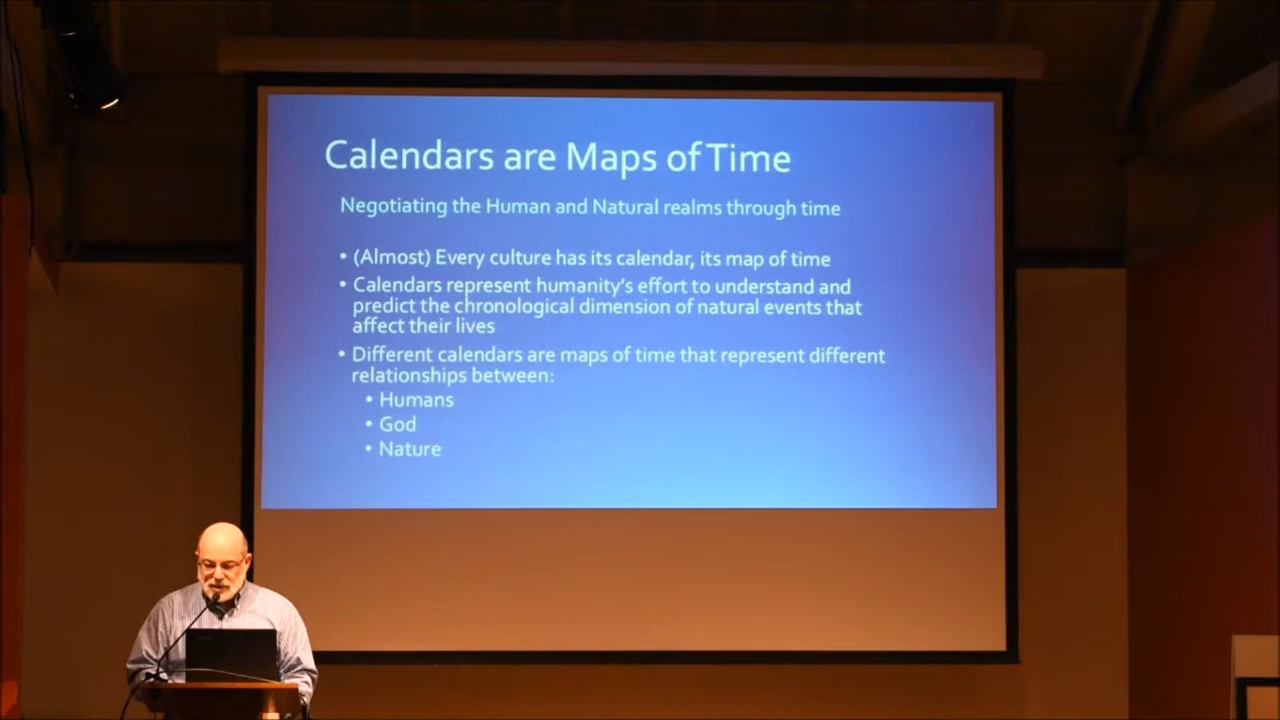 Calendars are Maps of Time
Negotiating the Human and Natural realms through time
• (Almost) Every culture has its calendar, its map of time
• Calendars represent humanity's effort to understand and
predict the chronological dimension of natural events that
affect their lives
• Different calendars are maps of time that represent different
relationships between:
• Humans
• God
• Nature